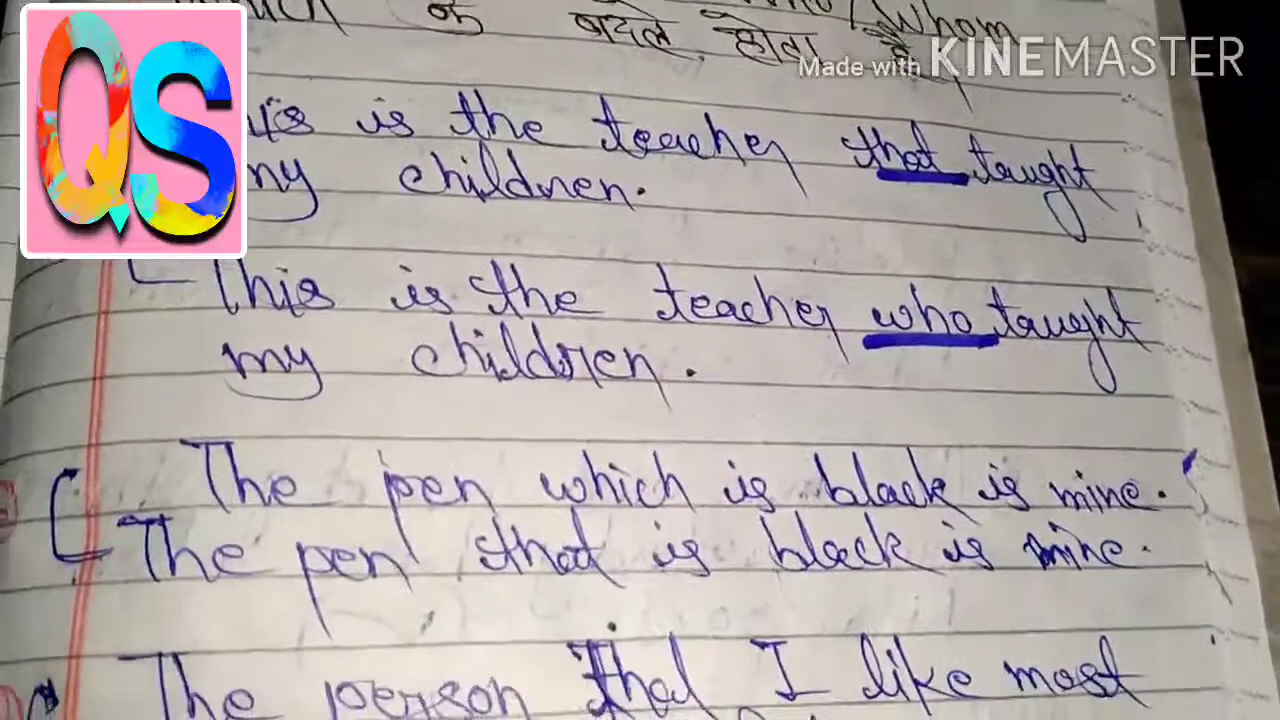 के बदले होता है Whom
QS
Made with KINEMASTER
is the teacher that taught
my children.
This is the teacher who taught
my children.
The pen which is black is mine.
The pen that is black is mine.
The person that I like most